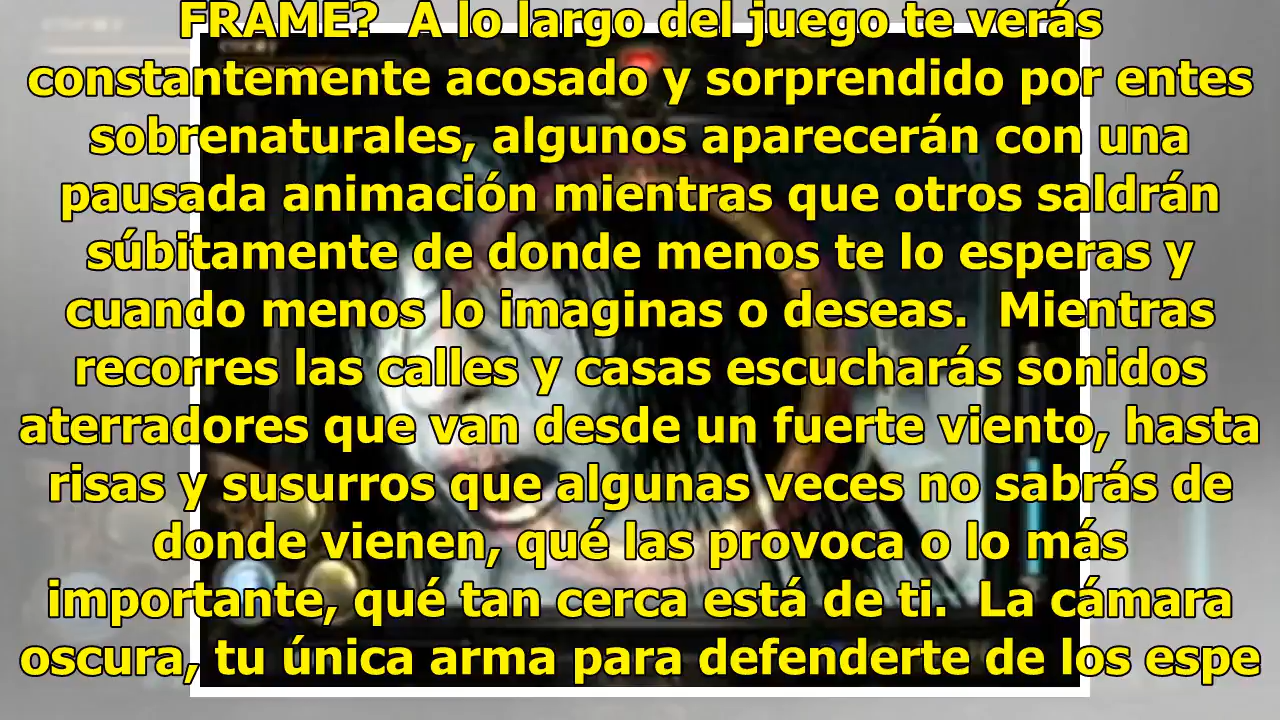 FRAME?  A lo largo del juego te verás
constantemente acosado y sorprendido por entes
sobrenaturales, algunos aparecerán con una
pausada animación mientras que otros saldrán
súbitamente de donde menos te lo esperas y
cuando menos lo imaginas o deseas.  Mientras
recorres las calles y casas escucharás sonidos
aterradores que van desde un fuerte viento, hasta
risas y susurros que algunas veces no sabrás de
donde vienen, qué las provoca o lo más
importante, qué tan cerca está de ti.  La cámara
oscura, tu única arma para defenderte de los espe